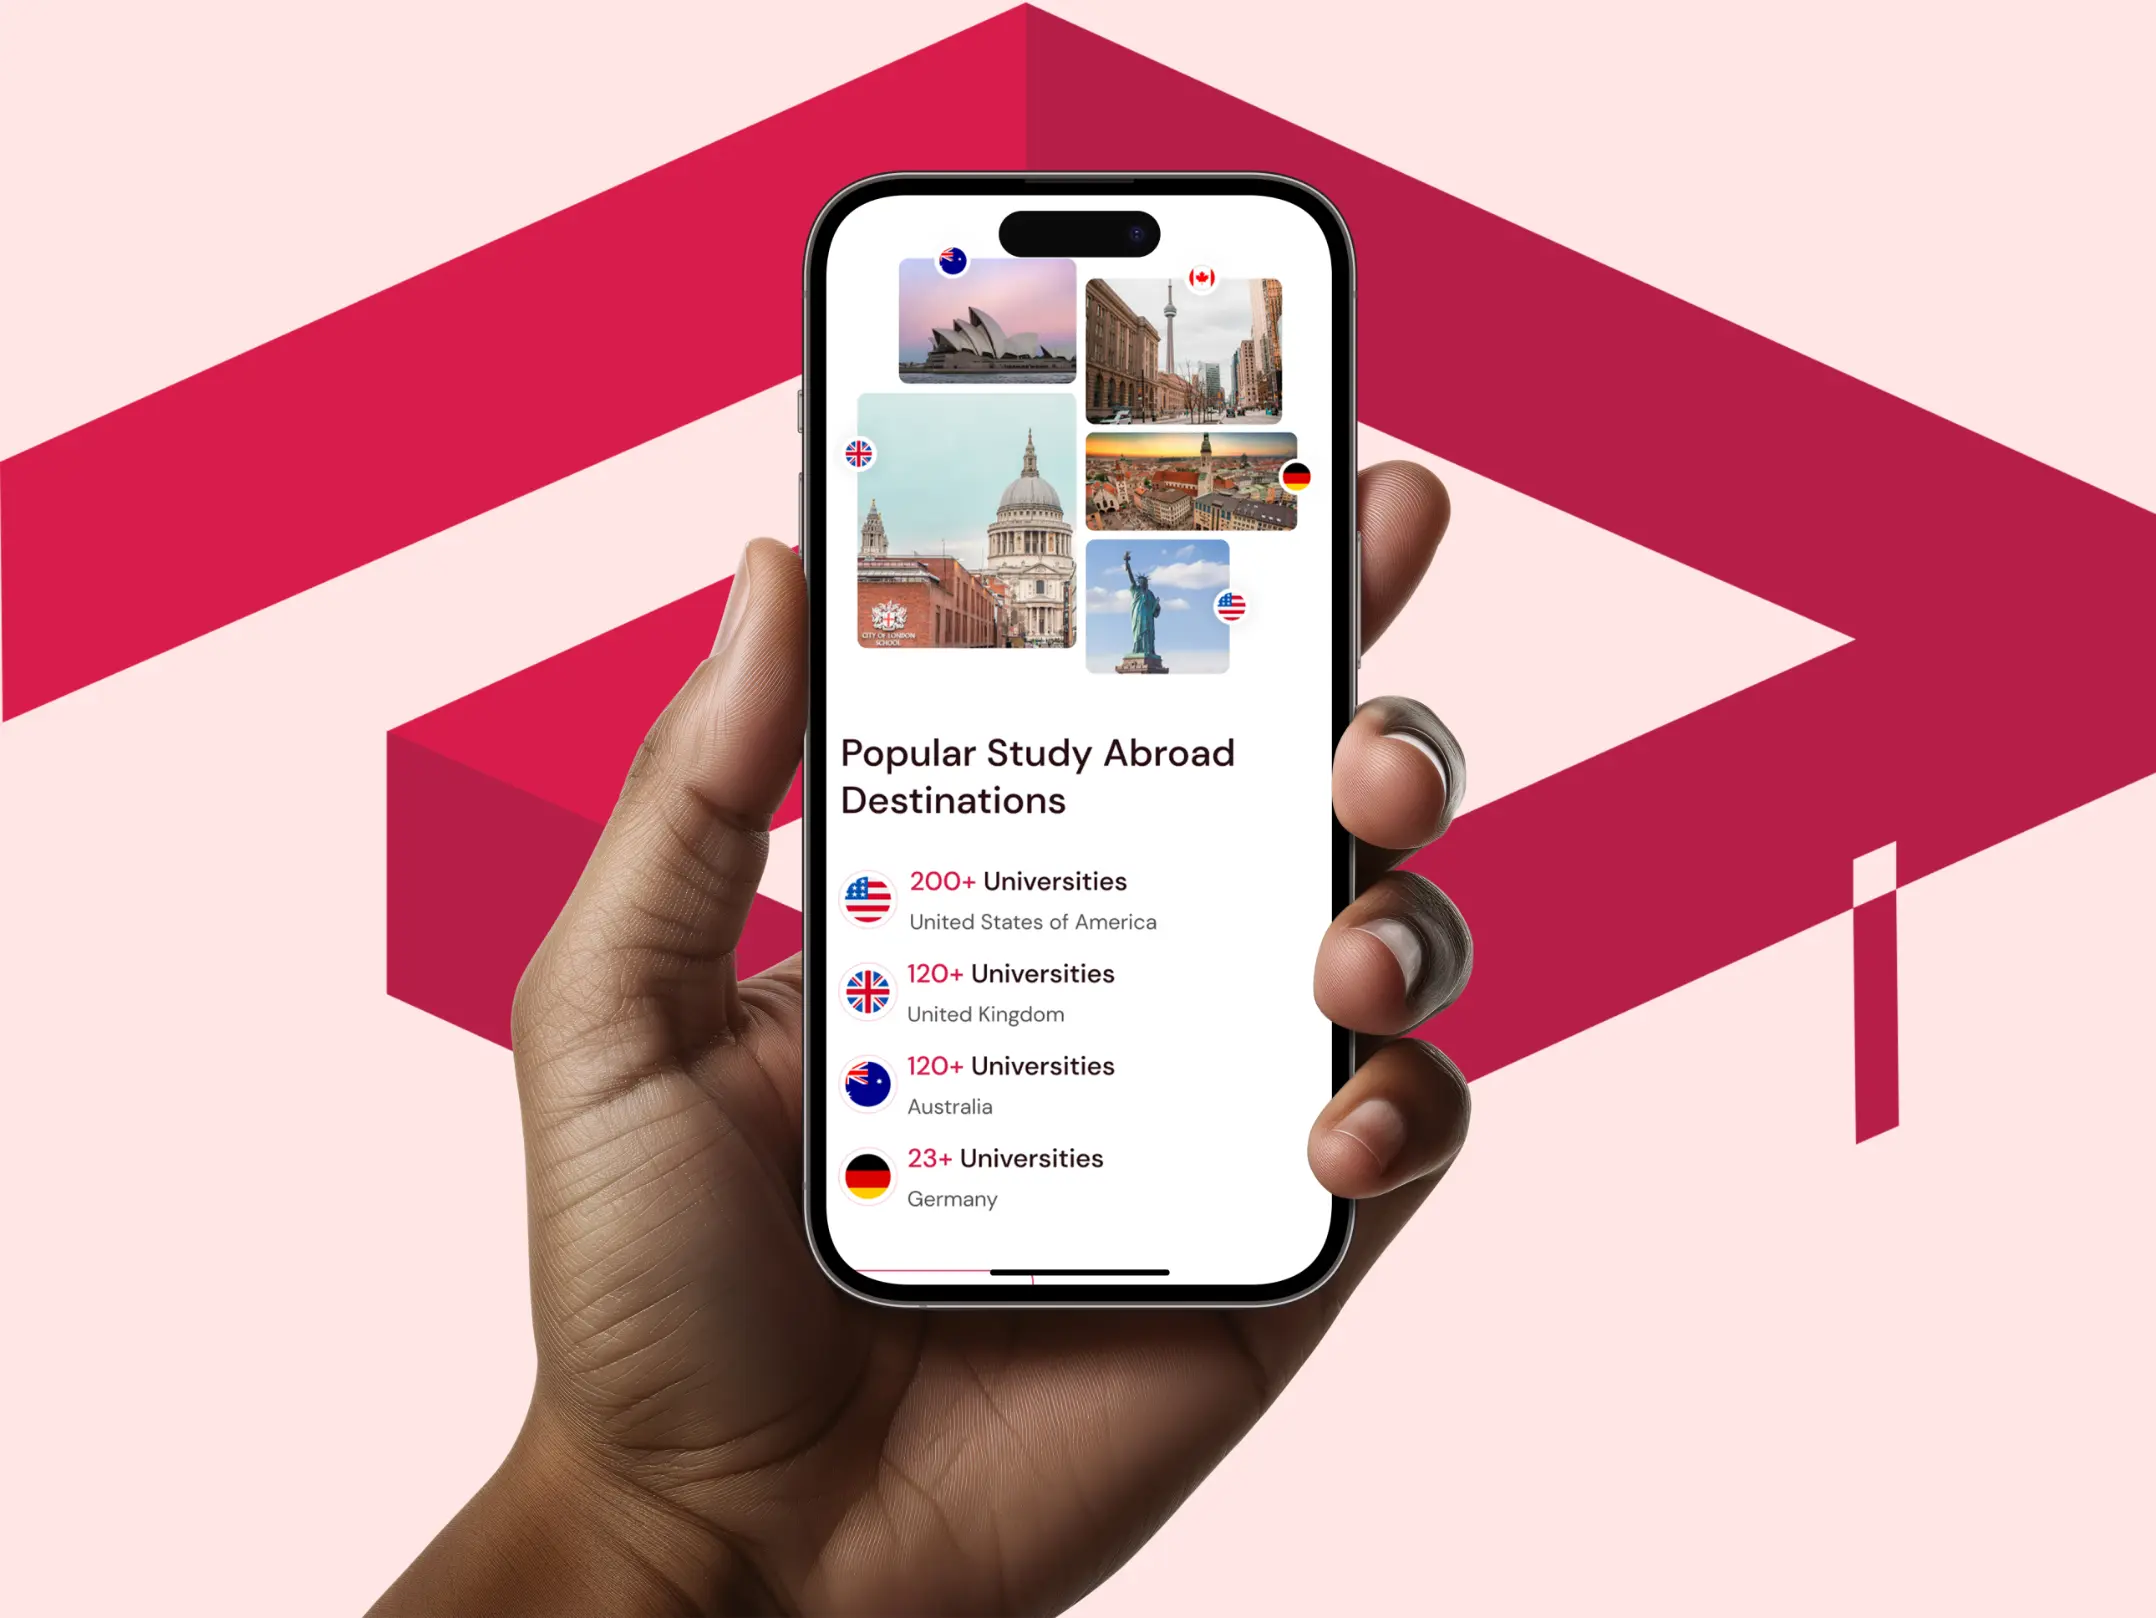 CITY OF LONDON
SCHOOL
Popular Study Abroad
Destinations
200+ Universities
United States of America
120+ Universities
United Kingdom
120+ Universities
Australia
23+ Universities
Germany